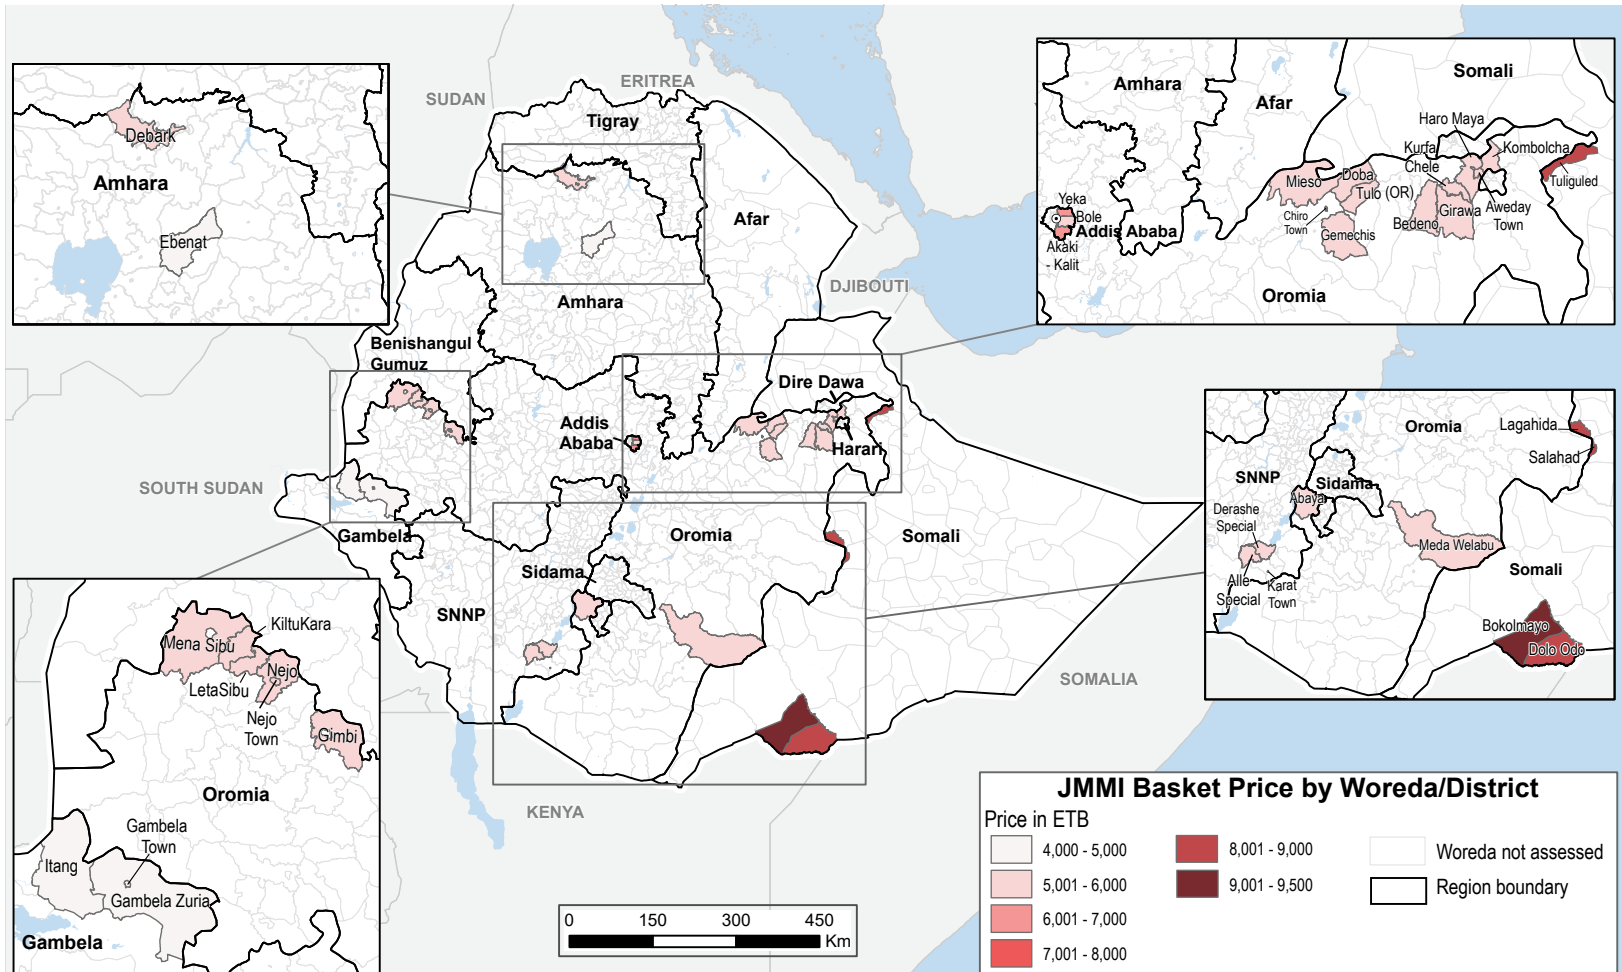 Debark
Amhara
Ebenat
SUDAN
ERITREA
Tigray
Afar
Amhara
DJIBOUTI
Benishangul
Gumuz
Dire Dawa
Addis
Ababa
Harari
SOUTH SUDAN
Gambela
Oromia
Somali
Sidama
SNNP
SOMALIA
KENYA
Amhara
Afar
Somali
Haro Maya
Kurfa
Chele
Kombolcha
Doba
Mieso
Tulo (OR)
Tuliguled
Yeka
Bole
Addis Ababa
Akaki
- Kalit
Chiro
Town
Gemechis
Bedeno
Girawa
Aweday
Town
Oromia
Oromia
Lagahida
Salahad
SNNP
Sidama
Abaya
Derashe
Special
Meda Welabu
Alle
Special
Karat
Town
Somali
Bokolmayo
Dolo Odo
KiltuKara
Mena Sibu
Nejo
LetaSibu
Nejo
Town
Gimbi
Oromia
Gambela
Town
Itang
Gambela Zuria
Gambela
0 150 300 450
Km
JMMI Basket Price by Woreda/District
Price in ETB
4,000 - 5,000
5,001 - 6,000
6,001 - 7,000
7,001 - 8,000
8,001 - 9,000
9,001 - 9,500
Woreda not assessed
Region boundary